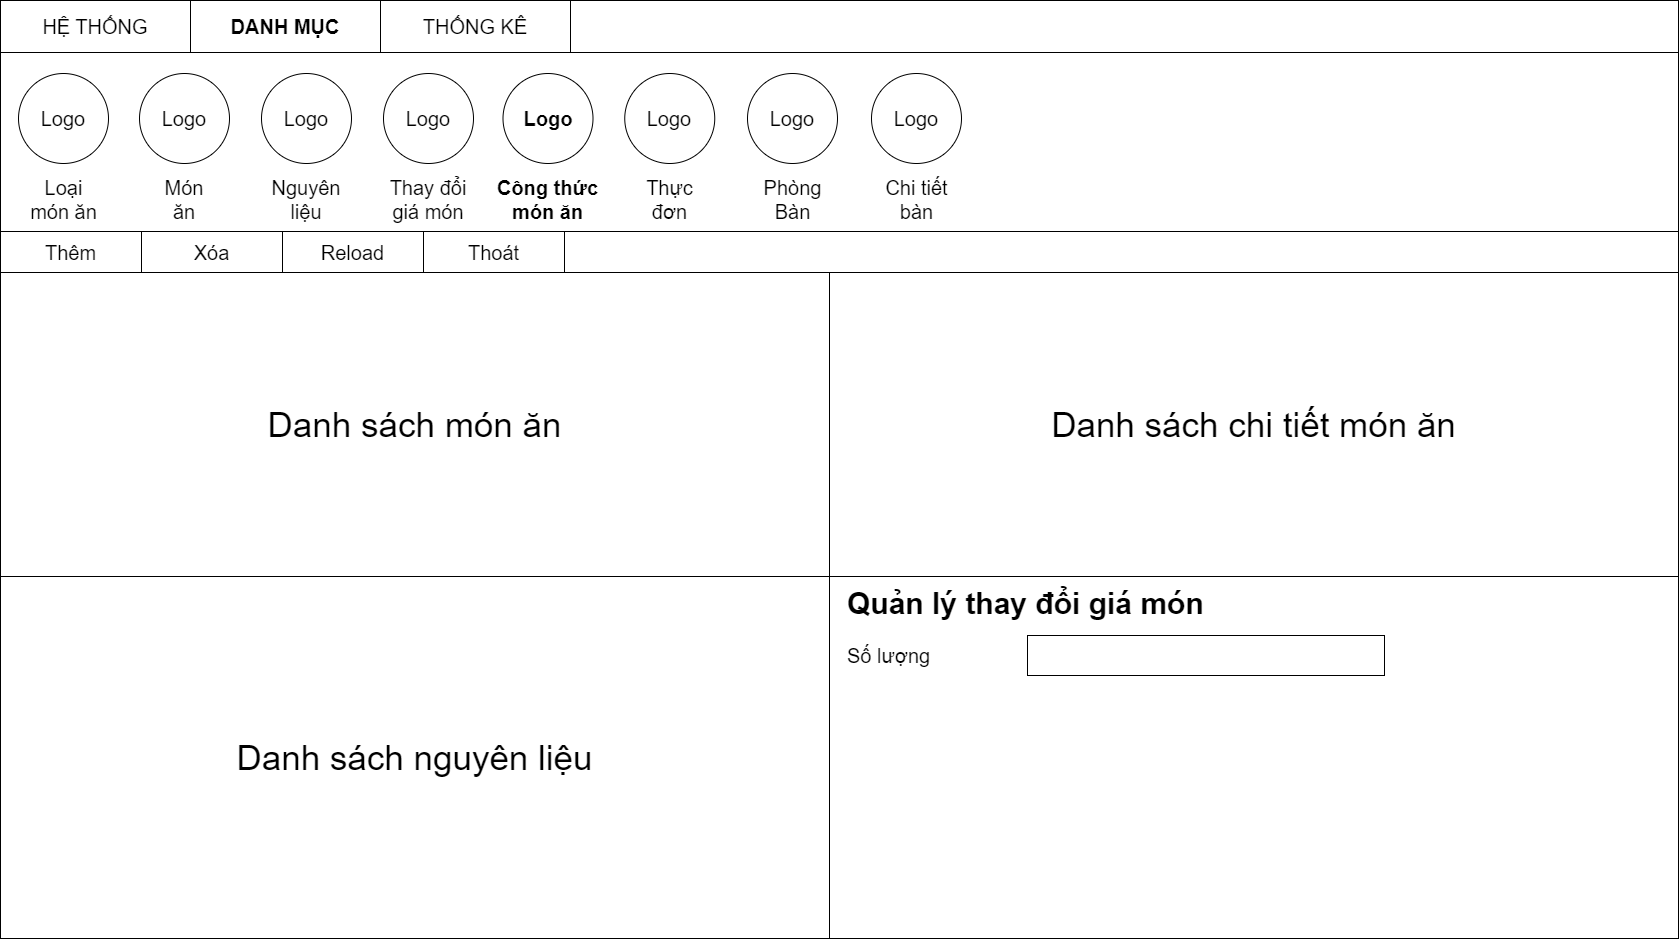 HỆ THỐNG
DANH MỤC
THỐNG KÊ
Logo
Logo
Logo
Logo
Logo
Logo
Logo
Logo
Loại
món ăn
Món
ăn
Nguyên
liệu
Thay đổi
giá món
Công thức
món ăn
Thực
đơn
Phòng
Bàn
Chi tiết
bàn
Thêm
Xóa
Reload
Thoát
Danh sách món ăn
Danh sách chi tiết món ăn
Danh sách nguyên liệu
Quản lý thay đổi giá món
Số lượng